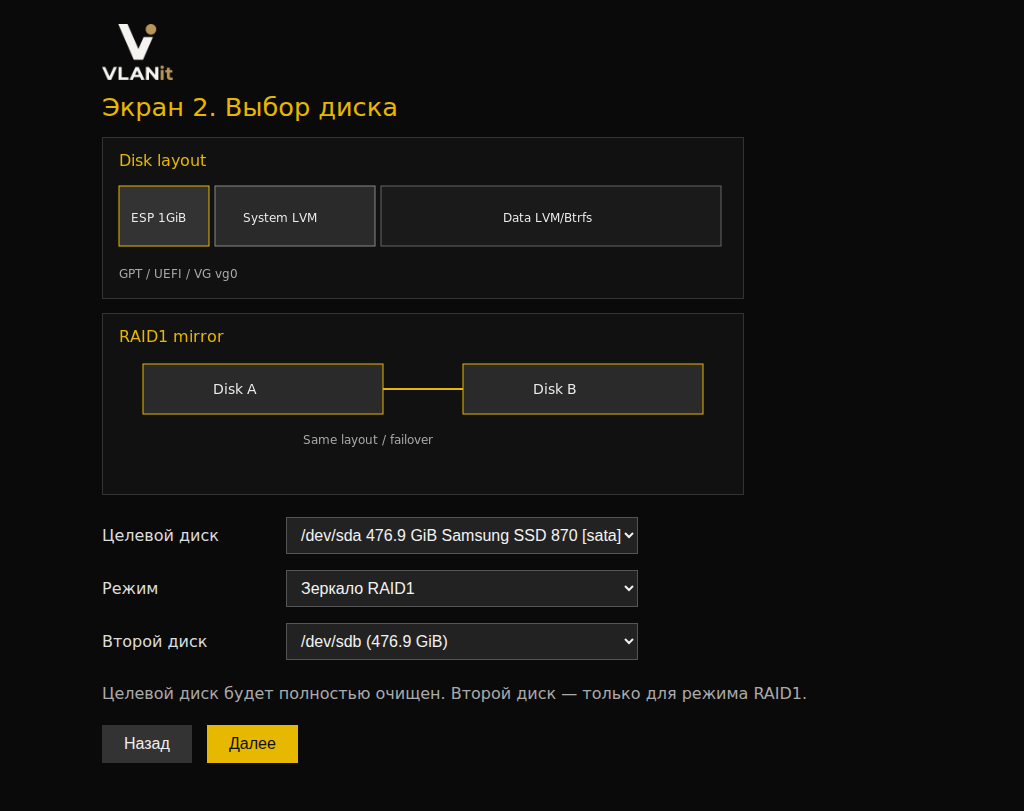 VLANit
Экран 2. Выбор диска
Disk layout
ESP 1GiB
System LVM
Data LVM/Btrfs
GPT / UEFI / VG vg0
RAID1 mirror
Disk A
Disk B
Same layout / failover
Целевой диск
/dev/sda 476.9 GiB Samsung SSD 870 [sata]
Режим
Зеркало RAID1
Второй диск
/dev/sdb (476.9 GiB)
Целевой диск будет полностью очищен. Второй диск — только для режима RAID1.
Назад
Далее